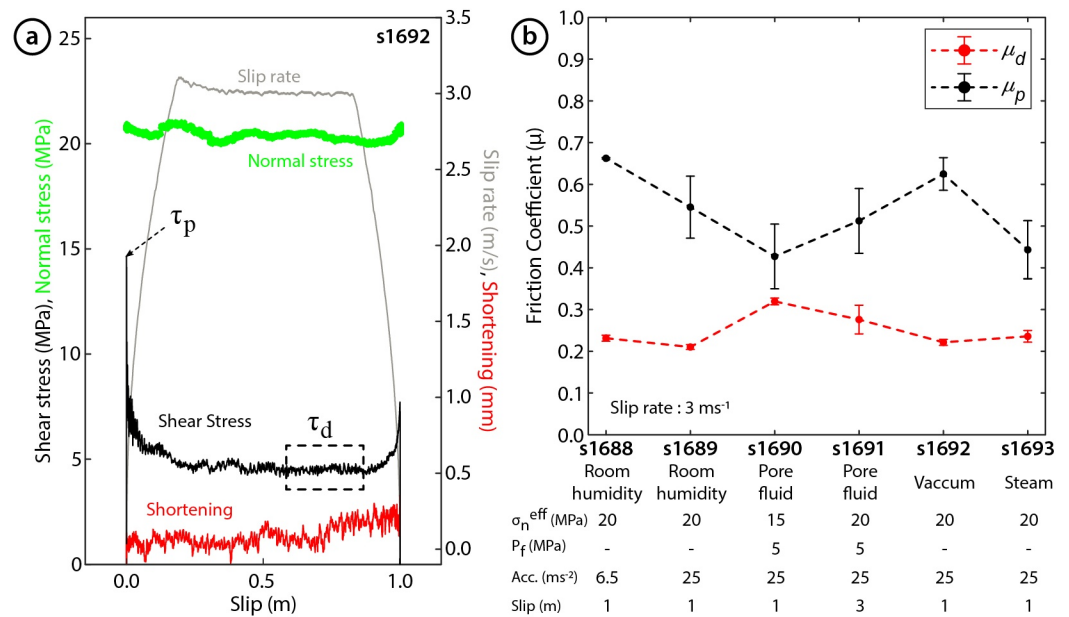 a
s1692
25
20
15
10
5
0
Shear stress (MPa), Normal stress (MPa)
3.5
3.0
2.5
2.0
1.5
1.0
0.5
0.0
Slip rate (m/s), Shortening (mm)
Slip rate
Normal stress
τp
Shear Stress
τd
Shortening
0.0 0.5 1.0
Slip (m)
b
1.0
0.9
0.8
0.7
0.6
0.5
0.4
0.3
0.2
0.1
0.0
Friction Coefficient (μ)
μd
μp
Slip rate : 3 ms⁻¹
s1688 s1689 s1690 s1691 s1692 s1693
Room humidity Room humidity Pore fluid Pore fluid Vaccum Steam
σₙᵉᶠᶠ (MPa) 20 20 15 20 20 20
Pf (MPa) - - 5 5 - -
Acc. (ms⁻²) 6.5 25 25 25 25 25
Slip (m) 1 1 1 3 1 1